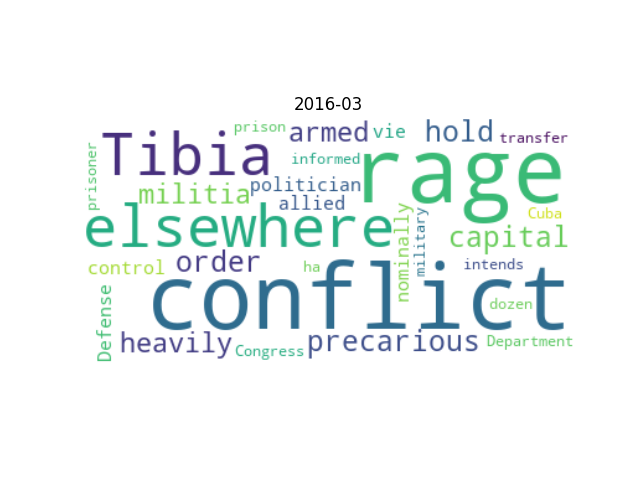 2016-03
prison
armed
vie
hold
transfer
Tibia
informed
rage
prisoner
militia
politician
allied
elsewhere
nominally
military
Cuba
capital
control
order
ha
intends
conflict
dozen
Defense
heavily
Congress
precarious
Department